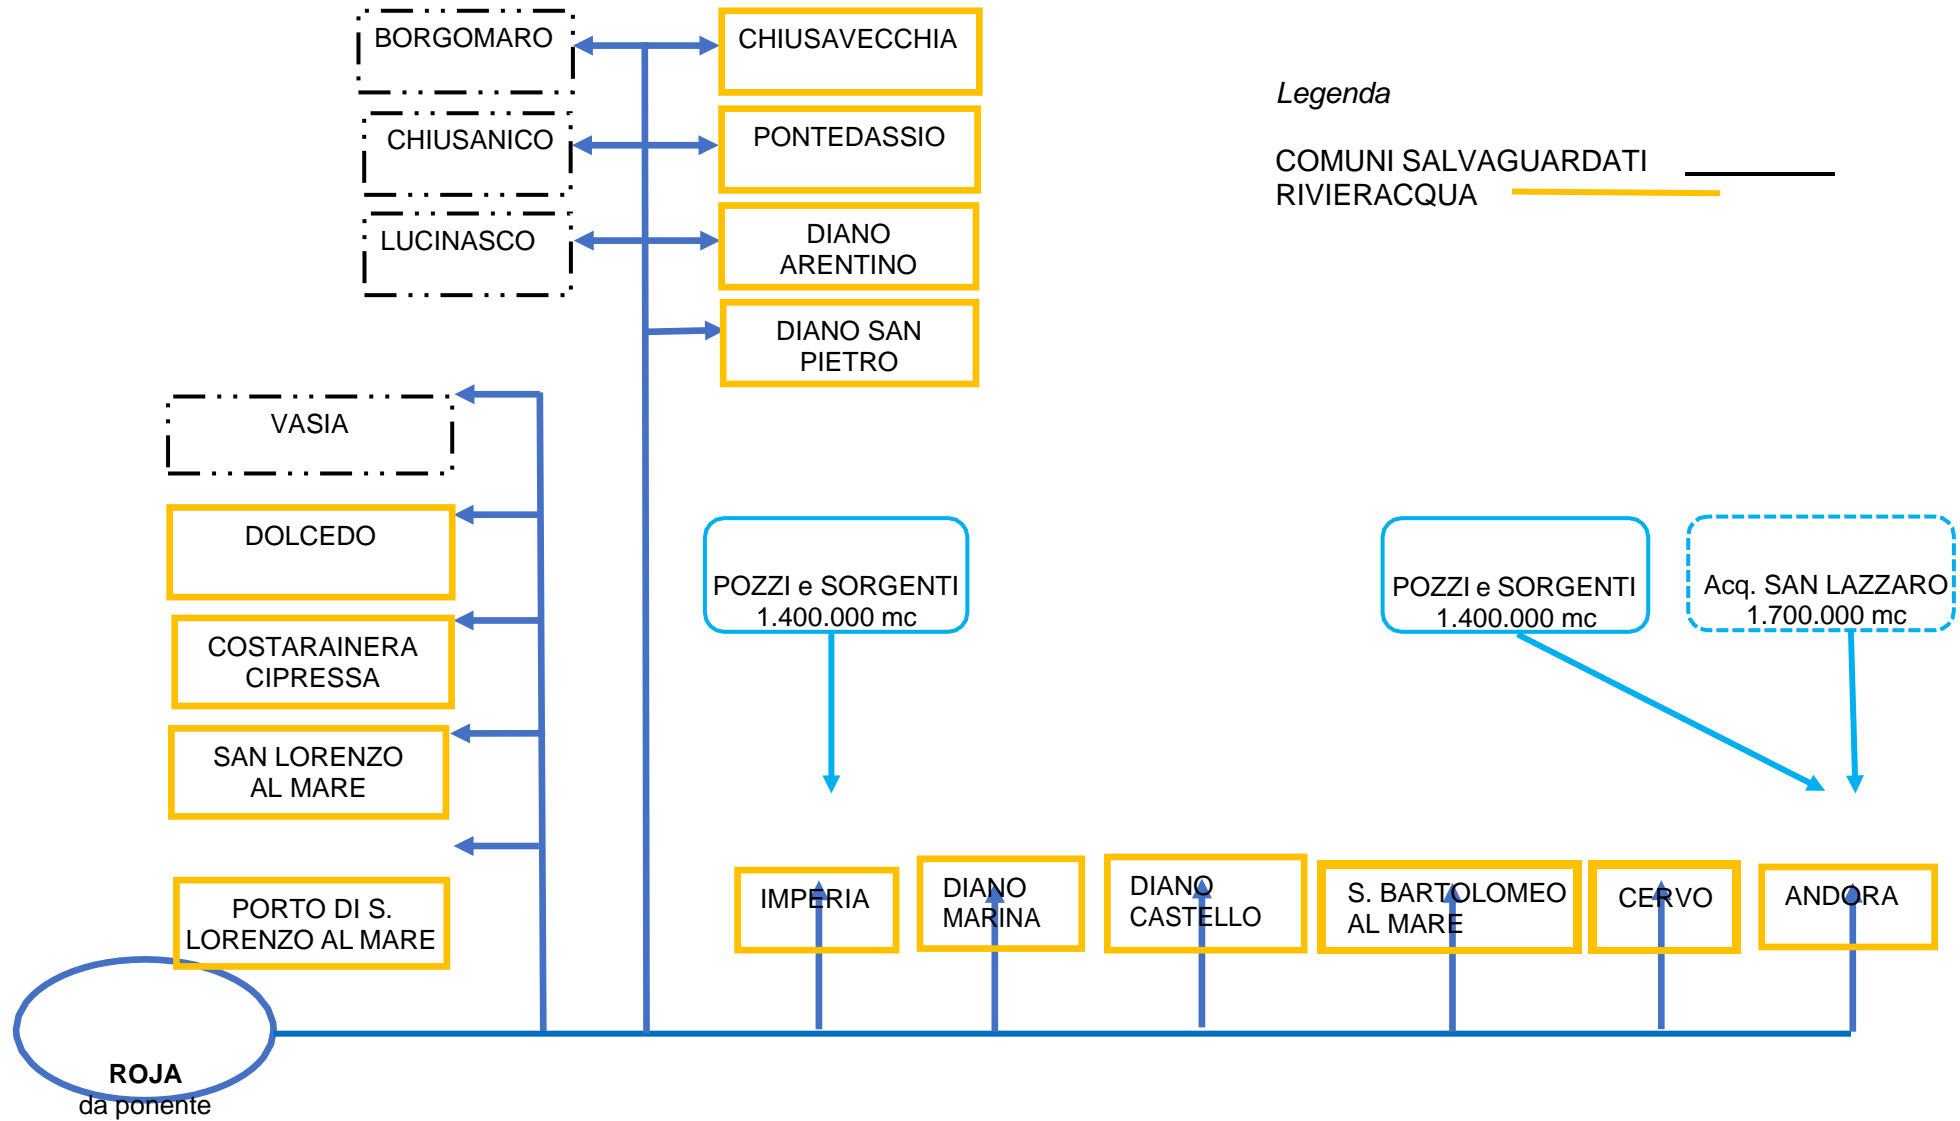 BORGOMARO
CHIUSAVECCHIA
Legenda
CHIUSANICO
PONTEDASSIO
COMUNI SALVAGUARDATI
RIVIERACQUA
LUCINASCO
DIANO
ARENTINO
DIANO SAN
PIETRO
VASIA
DOLCEDO
COSTARAINERA
CIPRESSA
SAN LORENZO
AL MARE
PORTO DI S.
LORENZO AL MARE
POZZI e SORGENTI
1.400.000 mc
POZZI e SORGENTI
1.400.000 mc
Acq. SAN LAZZARO
1.700.000 mc
IMPERIA
DIANO
MARINA
DIANO
CASTELLO
S. BARTOLOMEO
AL MARE
CERVO
ANDORA
ROJA
da ponente